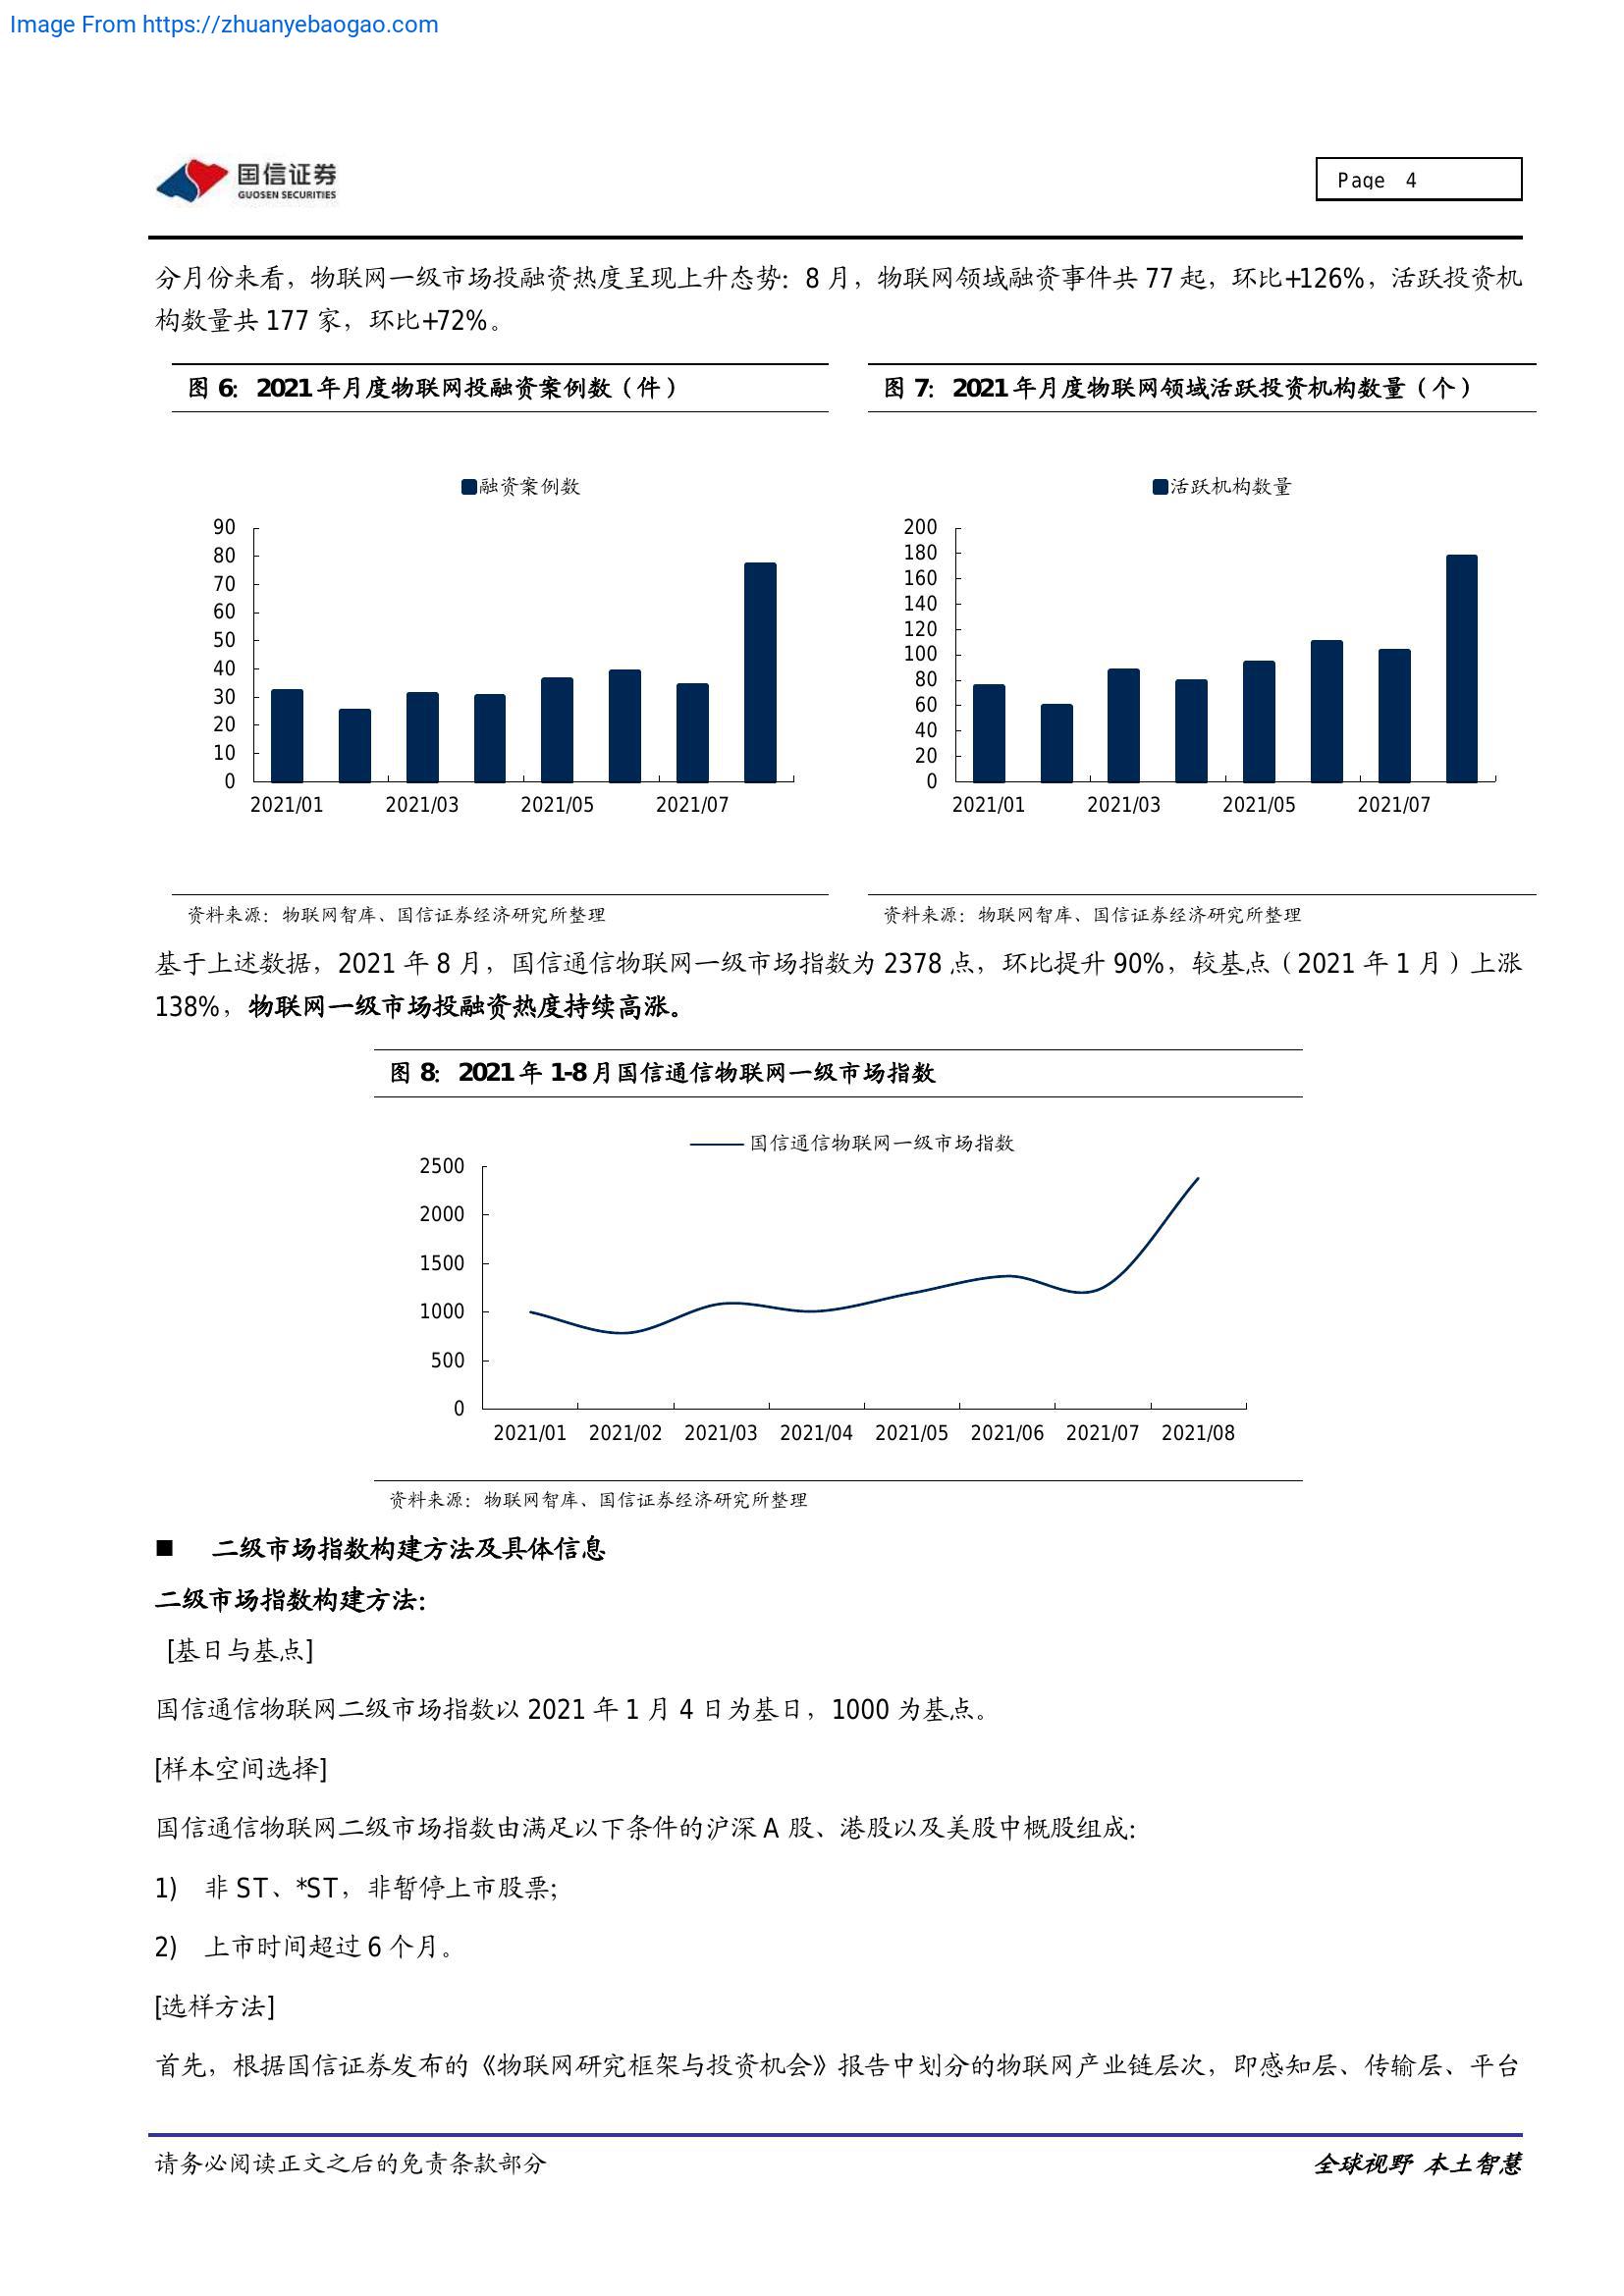 Image From https://zhuanyebaogao.com
国信证券
GUOSEN SECURITIES
Page 4
分月份来看，物联网一级市场投融资热度呈现上升态势：8 月，物联网领域融资事件共 77 起，环比+126%，活跃投资机
构数量共 177 家，环比+72%。
图 6：2021 年月度物联网投融资案例数（件）
融资案例数
90
80
70
60
50
40
30
20
10
0
2021/01 2021/03 2021/05 2021/07
资料来源：物联网智库、国信证券经济研究所整理
图 7：2021 年月度物联网领域活跃投资机构数量（个）
活跃机构数量
200
180
160
140
120
100
80
60
40
20
0
2021/01 2021/03 2021/05 2021/07
资料来源：物联网智库、国信证券经济研究所整理
基于上述数据，2021 年 8 月，国信通信物联网一级市场指数为 2378 点，环比提升 90%，较基点（2021 年 1 月）上涨
138%，物联网一级市场投融资热度持续高涨。
图 8：2021 年 1-8 月国信通信物联网一级市场指数
国信通信物联网一级市场指数
2500
2000
1500
1000
500
0
2021/01 2021/02 2021/03 2021/04 2021/05 2021/06 2021/07 2021/08
资料来源：物联网智库、国信证券经济研究所整理
■ 二级市场指数构建方法及具体信息
二级市场指数构建方法：
[基日与基点]
国信通信物联网二级市场指数以 2021 年 1 月 4 日为基日，1000 为基点。
[样本空间选择]
国信通信物联网二级市场指数由满足以下条件的沪深 A 股、港股以及美股中概股组成：
1) 非 ST、*ST，非暂停上市股票；
2) 上市时间超过 6 个月。
[选样方法]
首先，根据国信证券发布的《物联网研究框架与投资机会》报告中划分的物联网产业链层次，即感知层、传输层、平台
请务必阅读正文之后的免责条款部分
全球视野 本土智慧